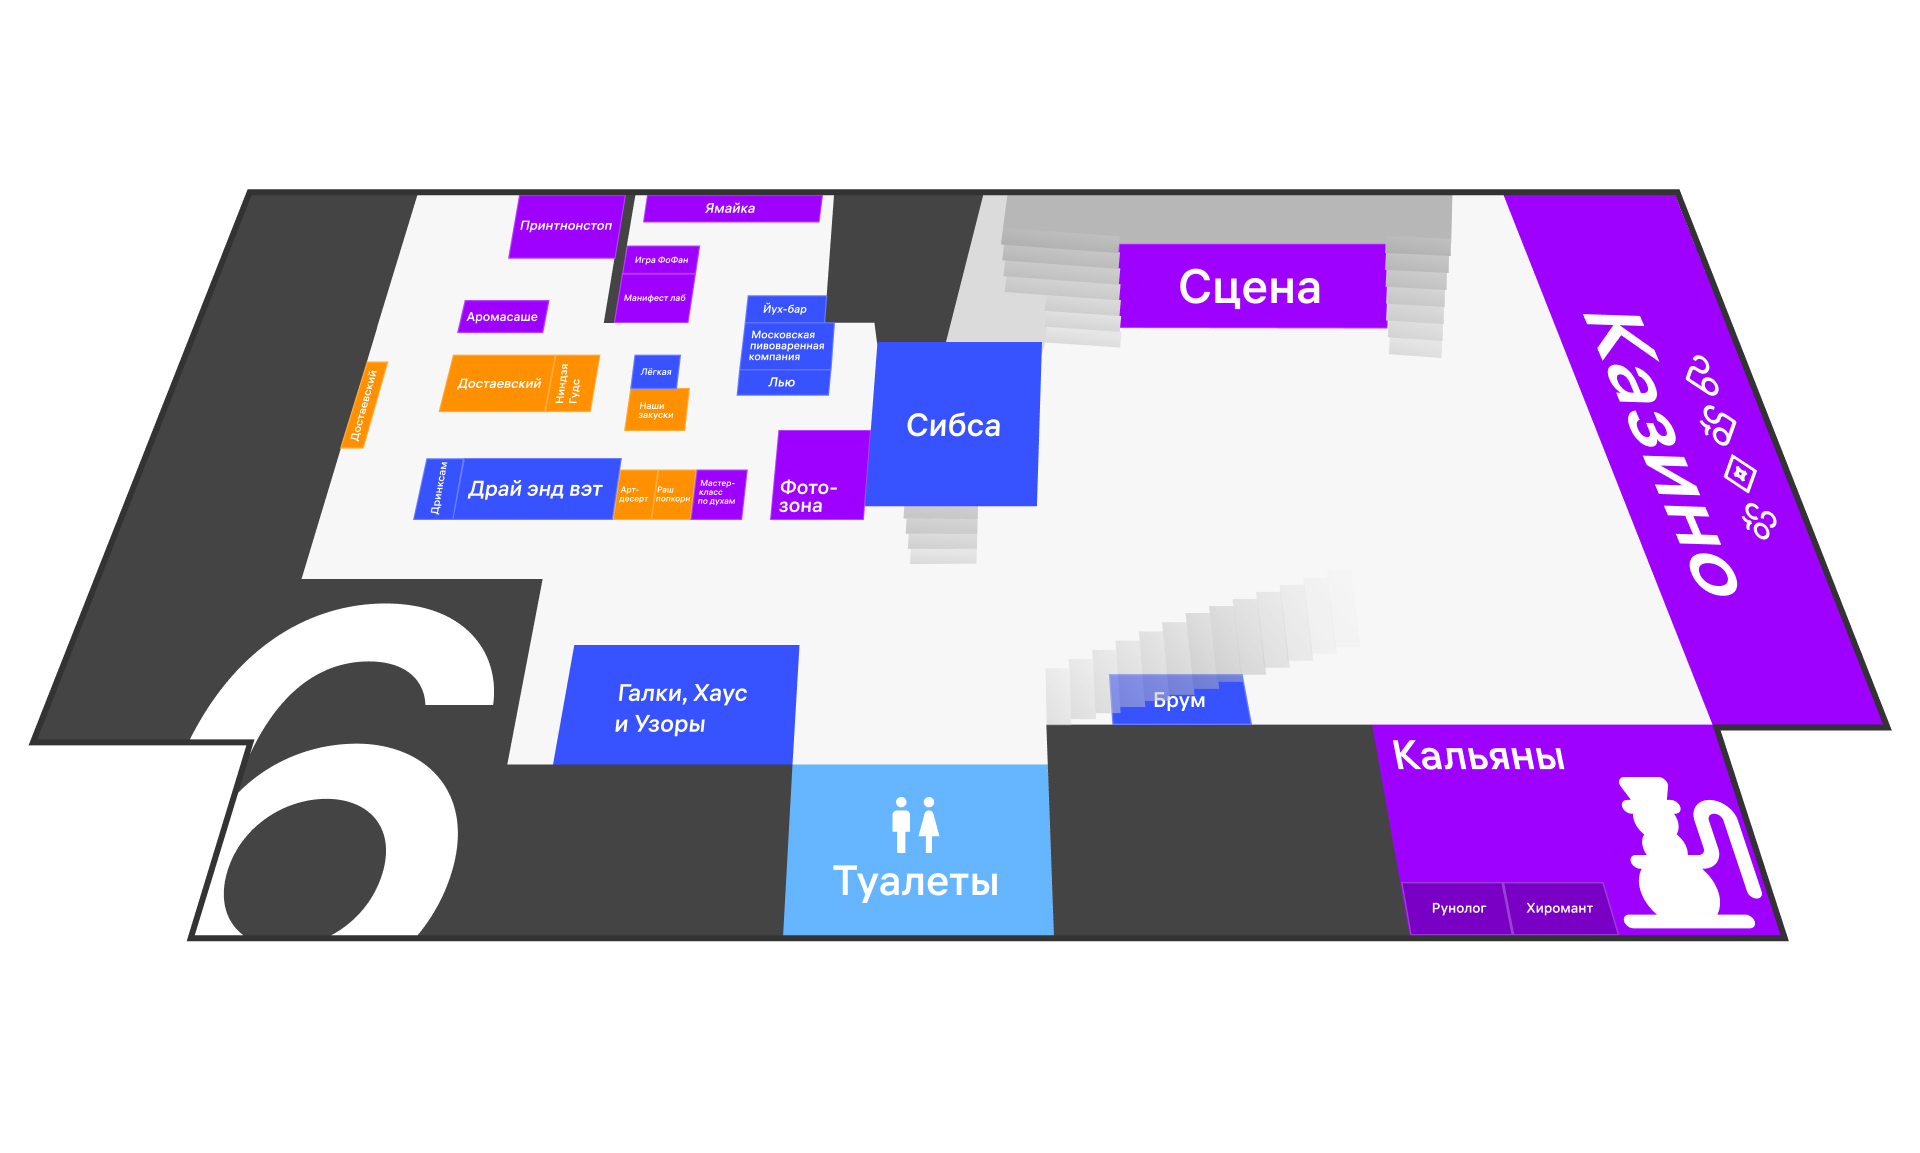 Принтнонстоп
Ямайка
Игра ФоФан
Манифест лаб
Аромасаше
Йух-бар
Московская
пивоваренная
компания
Лью
Сцена
Казино
Достаевский
Достаевский
Ниндзя
Гудс
Лёгкая
Наши
закуски
Сибса
Дринксам
Драй энд вэт
Арт-
десерт
Раш
попкорн
Мастер-
класс
по духам
Фото-
зона
6
Галки, Хаус
и Узоры
Брум
Туалеты
Кальяны
Рунолог
Хиромант